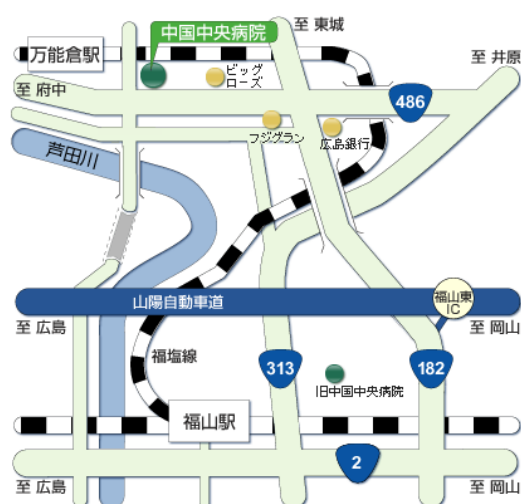 至 東城
中国中央病院
万能倉駅
至 井原
ビッグ
ローズ
至 府中
486
フジグラン
広島銀行
芦田川
山陽自動車道
福山東
IC
至 広島
至 岡山
福塩線
313
182
旧中国中央病院
福山駅
2
至 広島
至 岡山